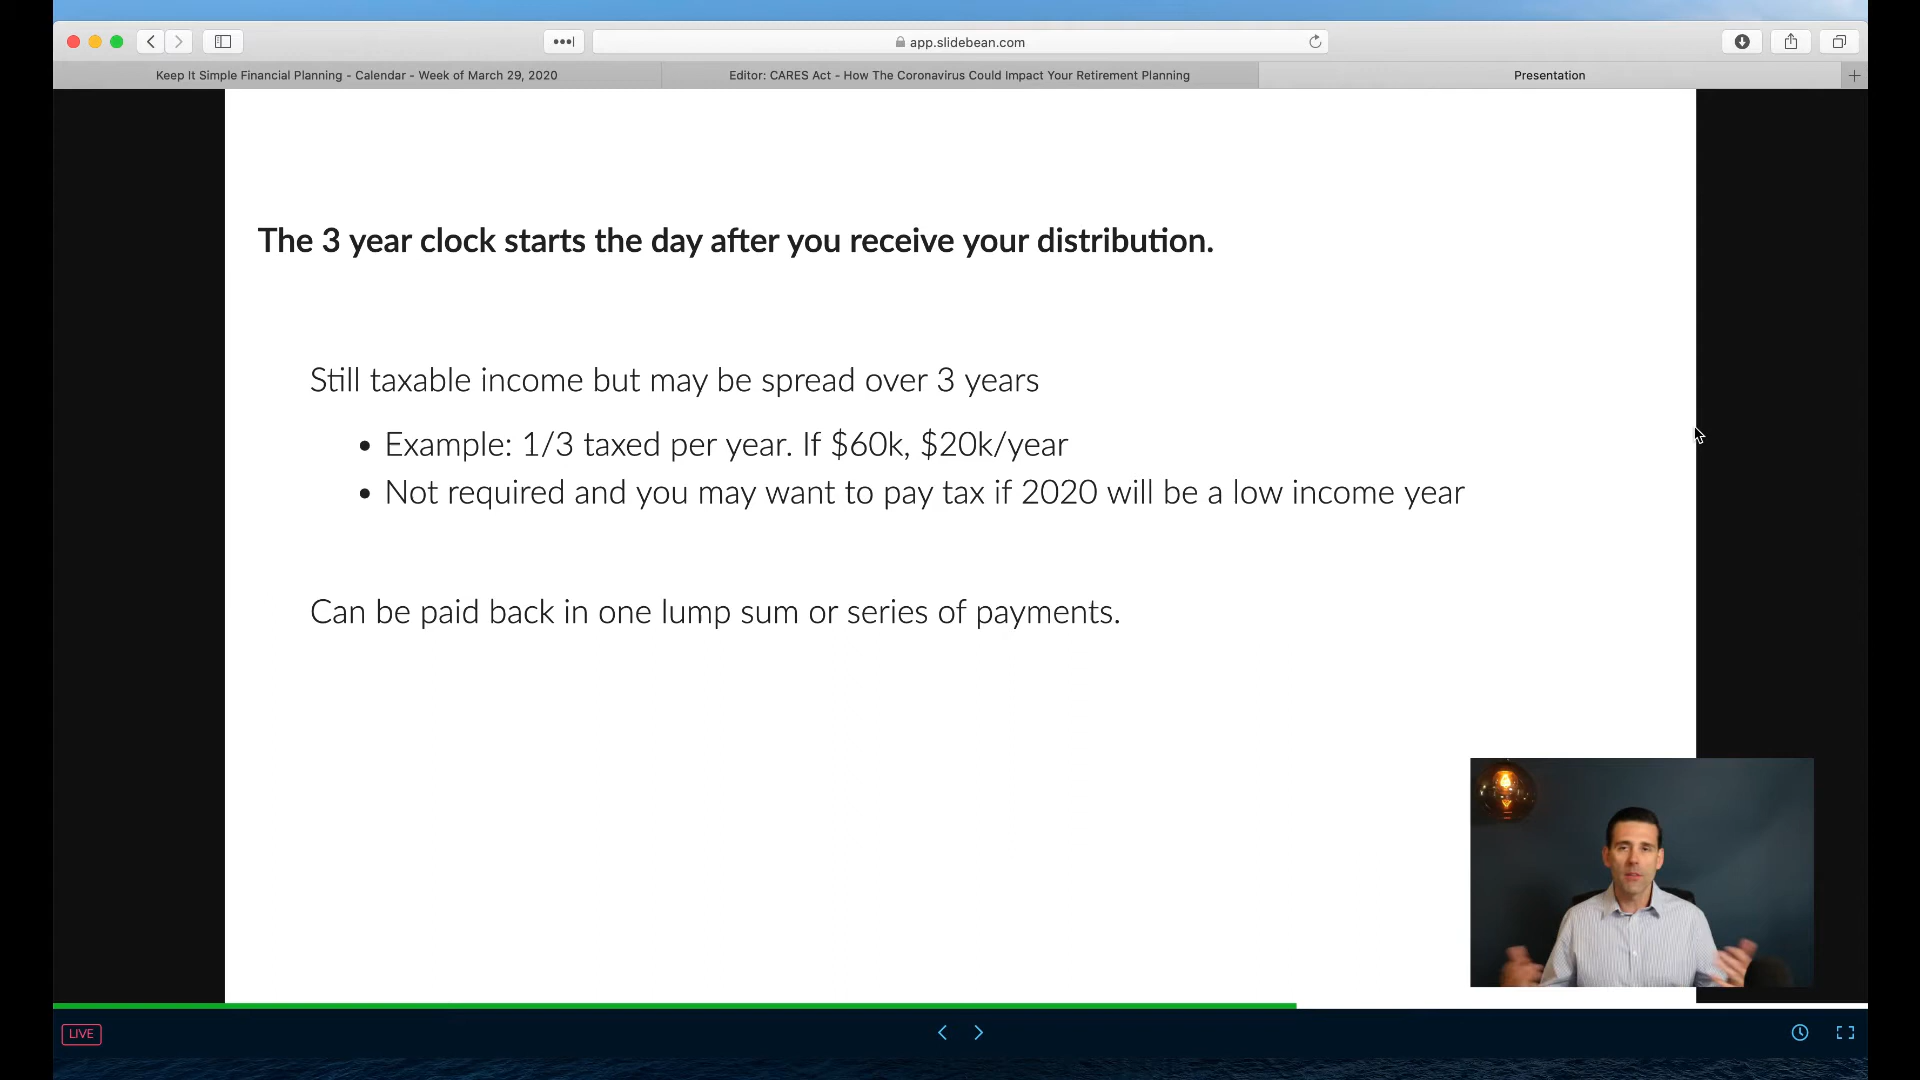 •••|
app.slidebean.com
Keep It Simple Financial Planning - Calendar - Week of March 29, 2020
Editor: CARES Act - How The Coronavirus Could Impact Your Retirement Planning
Presentation
The 3 year clock starts the day after you receive your distribution.
Still taxable income but may be spread over 3 years
• Example: 1/3 taxed per year. If $60k, $20k/year
• Not required and you may want to pay tax if 2020 will be a low income year
Can be paid back in one lump sum or series of payments.
LIVE